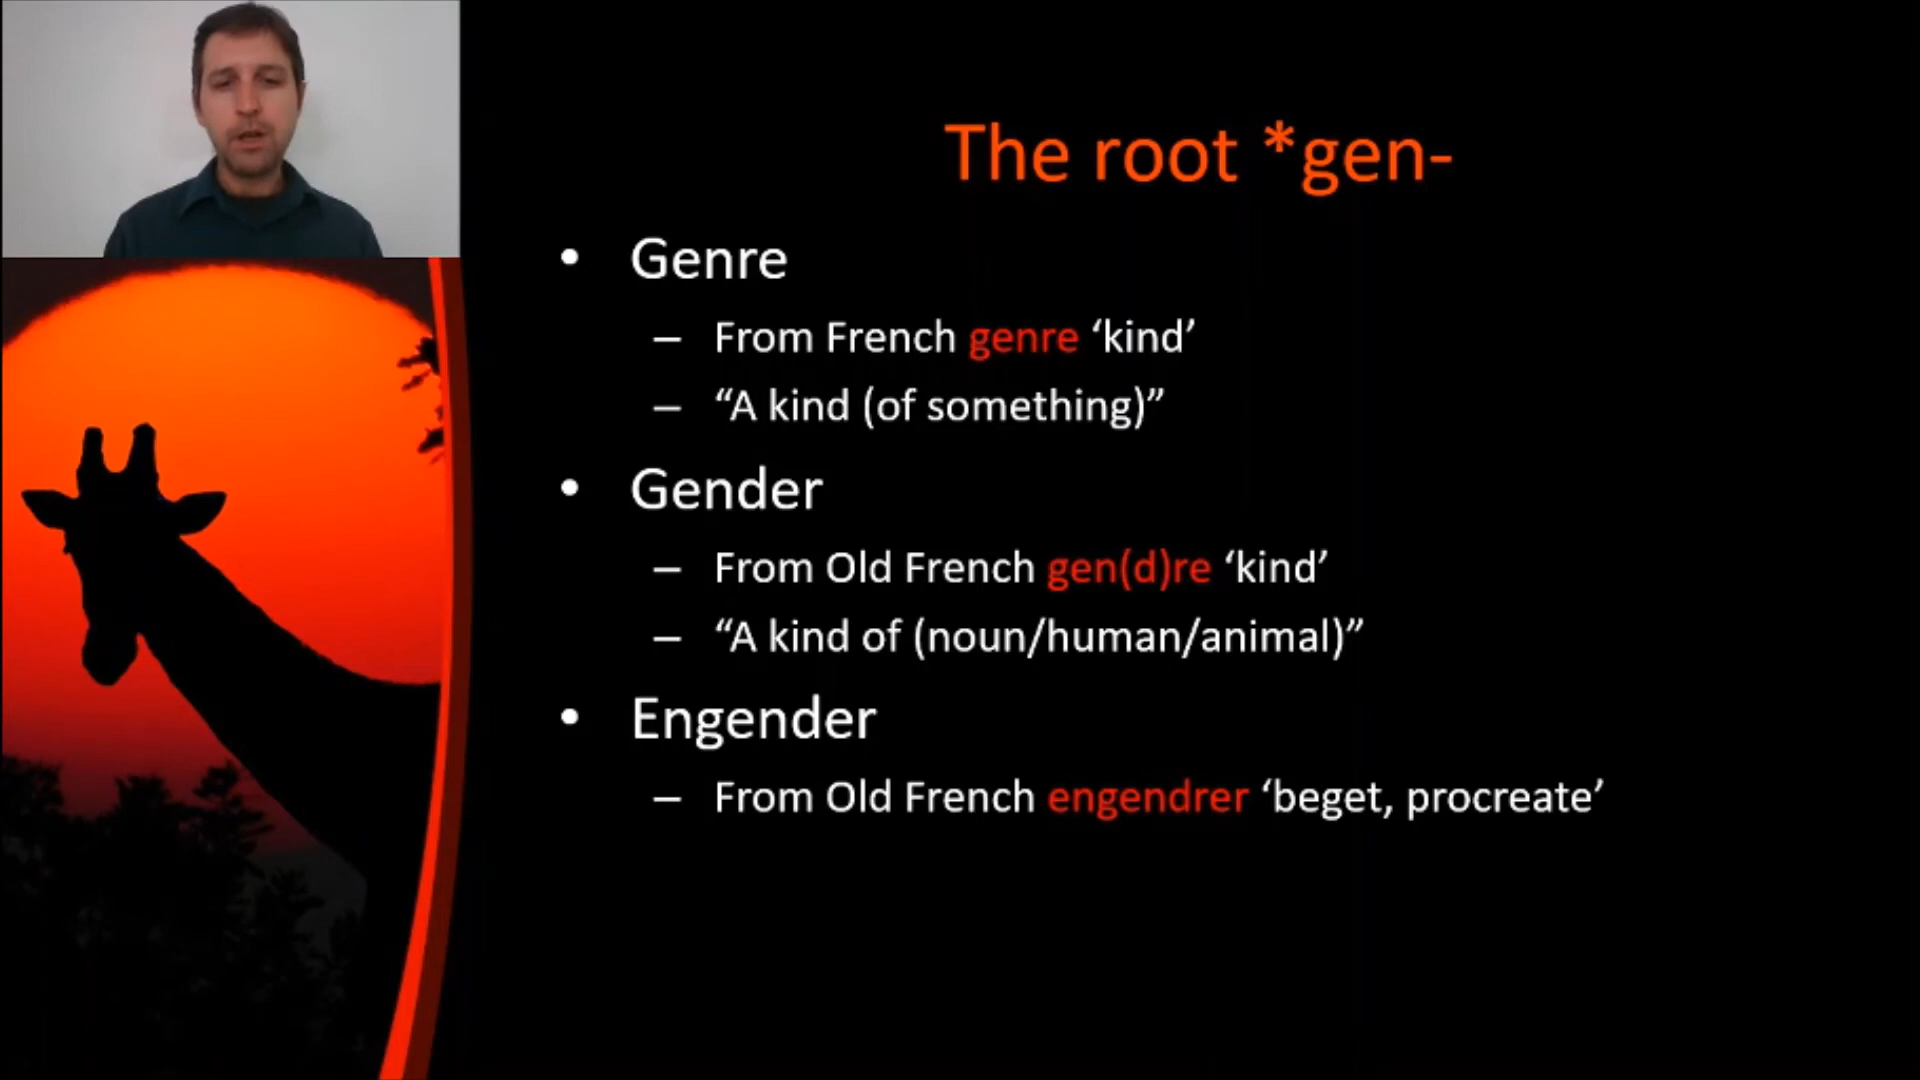 The root *gen-
• Genre
– From French genre ‘kind’
– “A kind (of something)”
• Gender
– From Old French gen(d)re ‘kind’
– “A kind of (noun/human/animal)”
• Engender
– From Old French engendrer ‘beget, procreate’